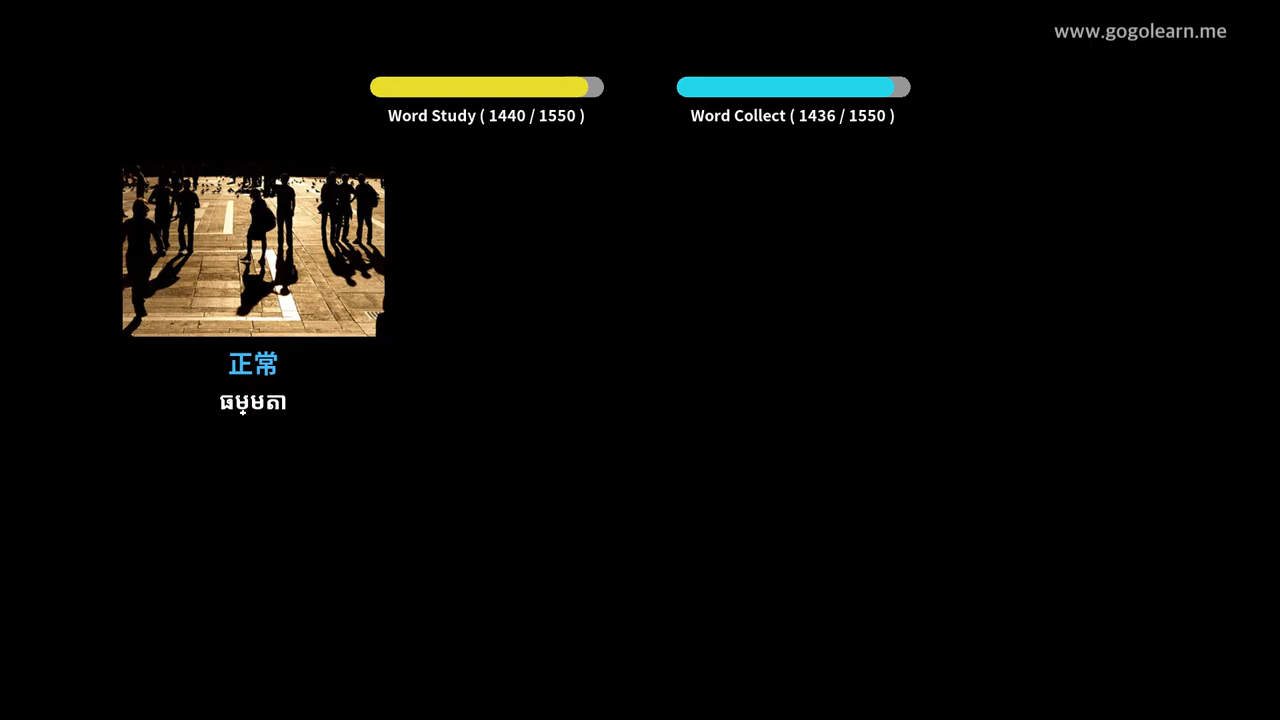 www.gogolearn.me
Word Study ( 1440 / 1550 )
Word Collect ( 1436 / 1550 )
正常
ធម្មតា